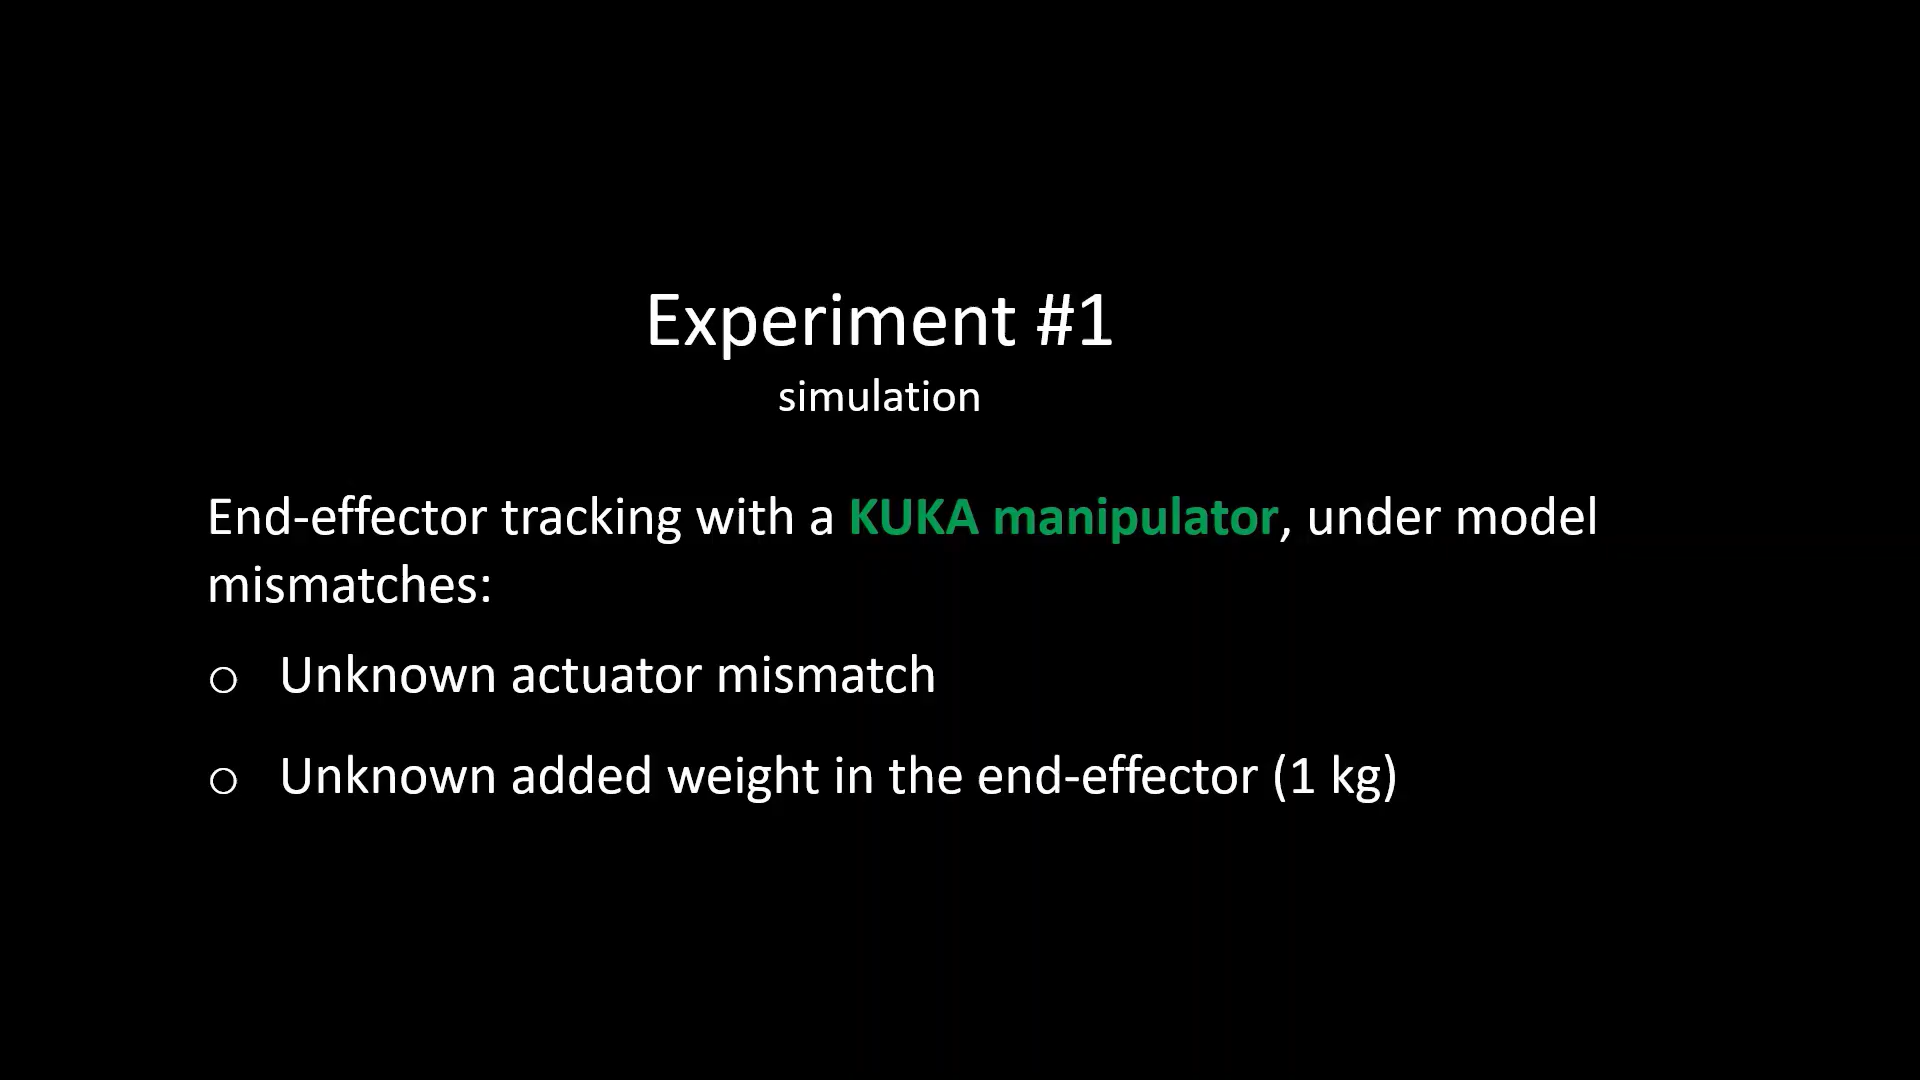 Experiment #1
simulation
End-effector tracking with a KUKA manipulator, under model
mismatches:
○ Unknown actuator mismatch
○ Unknown added weight in the end-effector (1 kg)